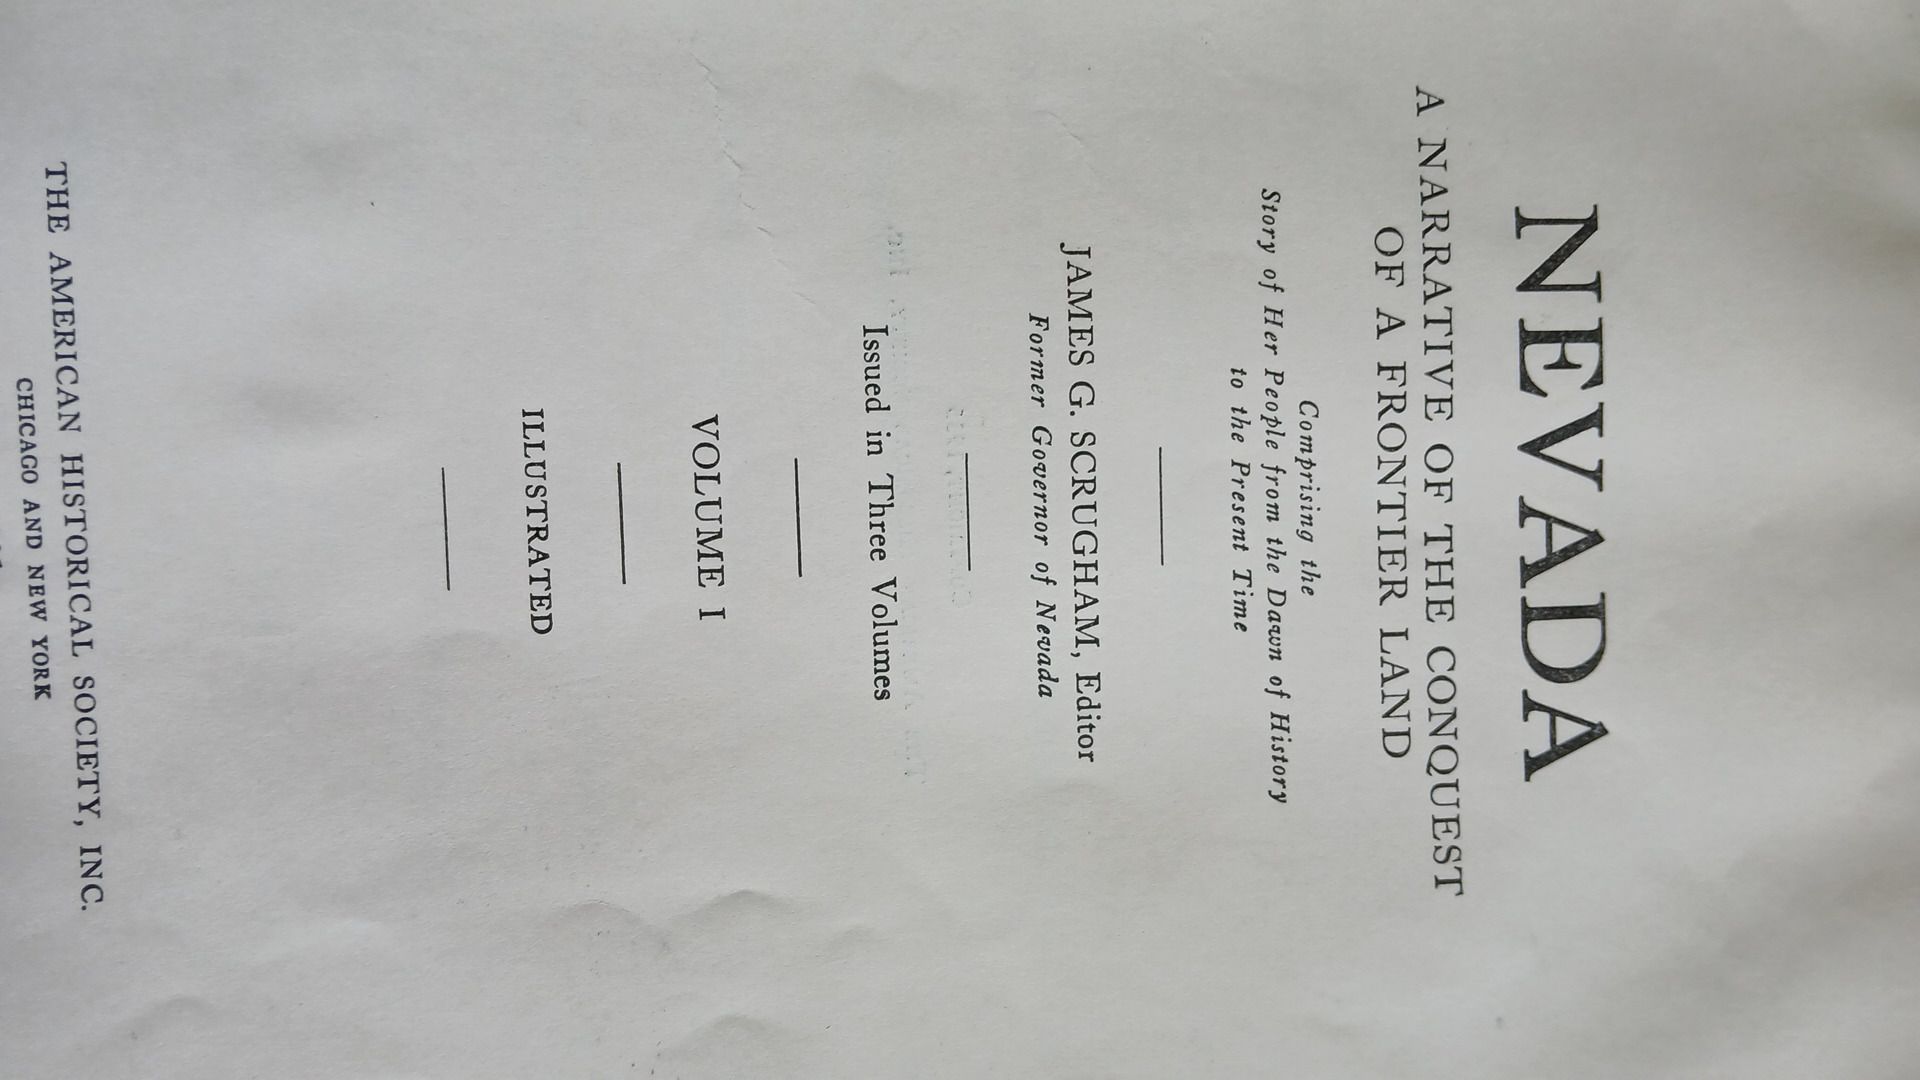 NEVADA
A NARRATIVE OF THE CONQUEST
OF A FRONTIER LAND
Comprising the
Story of Her People from the Dawn of History
to the Present Time
JAMES G. SCRUGHAM, Editor
Former Governor of Nevada
Issued in Three Volumes
VOLUME I
ILLUSTRATED
THE AMERICAN HISTORICAL SOCIETY, INC.
CHICAGO AND NEW YORK